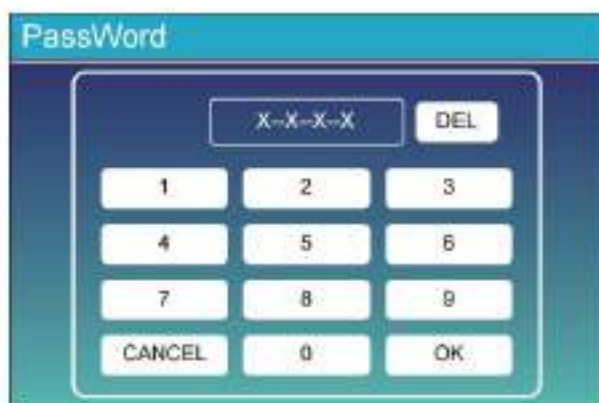 PassWord
X--X--X--X DEL
1 2 3
4 5 6
7 8 9
CANCEL 0 OK